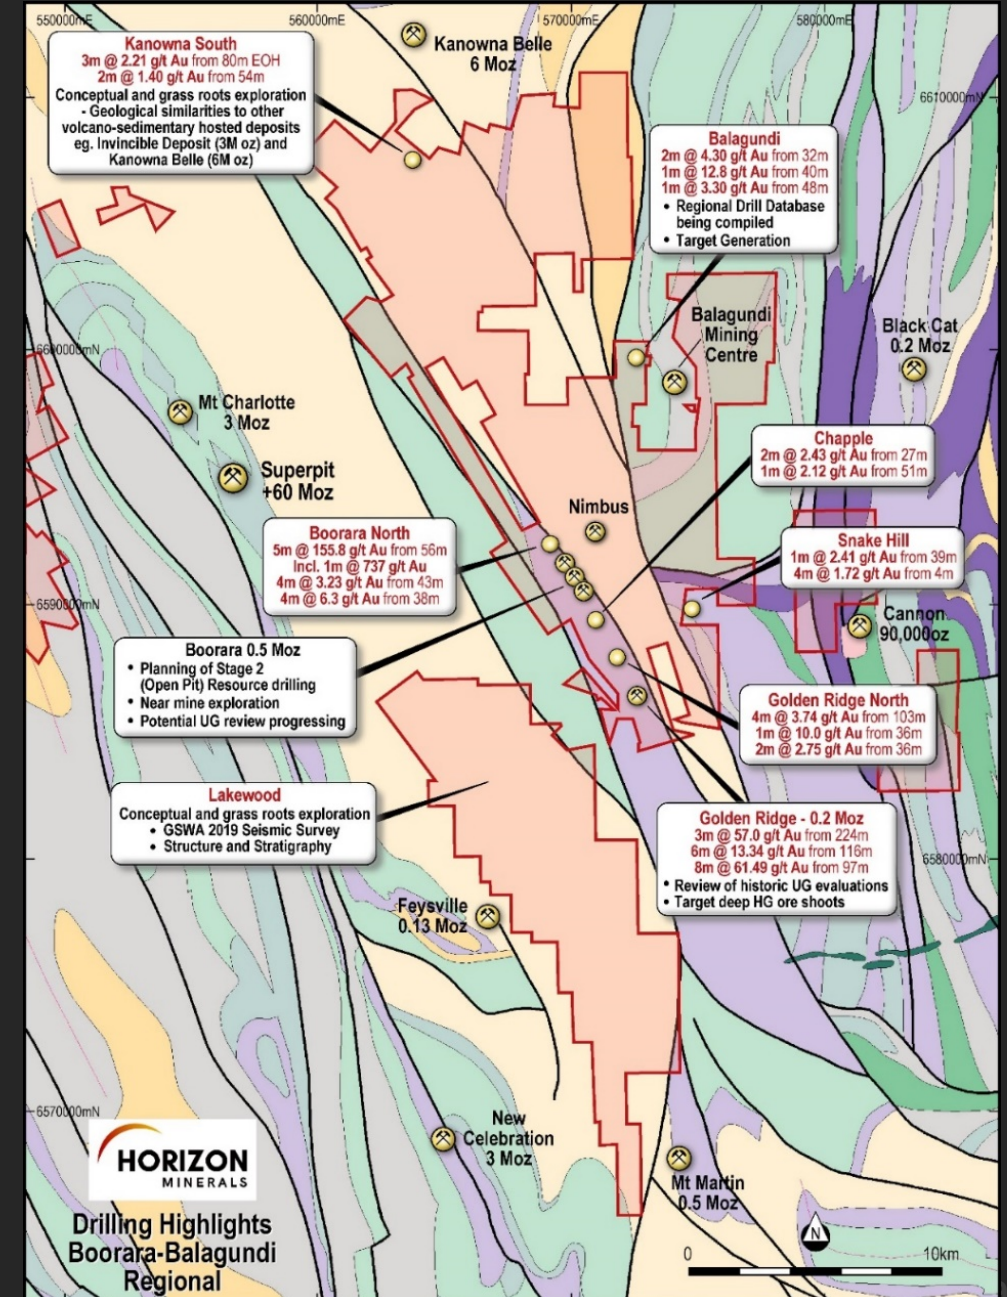 550000mE
560000mE
570000mE
580000mE
Kanowna South
3m @ 2.21 g/t Au from 80m EOH
2m @ 1.40 g/t Au from 54m
Conceptual and grass roots exploration
- Geological similarities to other
volcano-sedimentary hosted deposits
eg. Invincible Deposit (3M oz) and
Kanowna Belle (6M oz)
Kanowna Belle
6 Moz
6610000mN
Balagundi
2m @ 4.30 g/t Au from 32m
1m @ 12.8 g/t Au from 40m
1m @ 3.30 g/t Au from 48m
• Regional Drill Database
being compiled
• Target Generation
Balagundi
Mining
Centre
Black Cat
0.2 Moz
6600000mN
Mt Charlotte
3 Moz
Superpit
+60 Moz
Chapple
2m @ 2.43 g/t Au from 27m
1m @ 2.12 g/t Au from 51m
Nimbus
Boorara North
5m @ 155.8 g/t Au from 56m
Incl. 1m @ 737 g/t Au
4m @ 3.23 g/t Au from 43m
4m @ 6.3 g/t Au from 38m
Snake Hill
1m @ 2.41 g/t Au from 39m
4m @ 1.72 g/t Au from 4m
6590000mN
Cannon
90,000oz
Boorara 0.5 Moz
• Planning of Stage 2
(Open Pit) Resource drilling
• Near mine exploration
• Potential UG review progressing
Golden Ridge North
4m @ 3.74 g/t Au from 103m
1m @ 10.0 g/t Au from 36m
2m @ 2.75 g/t Au from 36m
Lakewood
Conceptual and grass roots exploration
• GSWA 2019 Seismic Survey
• Structure and Stratigraphy
Golden Ridge - 0.2 Moz
3m @ 57.0 g/t Au from 224m
6m @ 13.34 g/t Au from 116m
8m @ 61.49 g/t Au from 97m
• Review of historic UG evaluations
• Target deep HG ore shoots
6580000mN
Feysville
0.13 Moz
6570000mN
New
Celebration
3 Moz
Mt Martin
0.5 Moz
HORIZON
MINERALS
Drilling Highlights
Boorara-Balagundi
Regional
N
0
10km